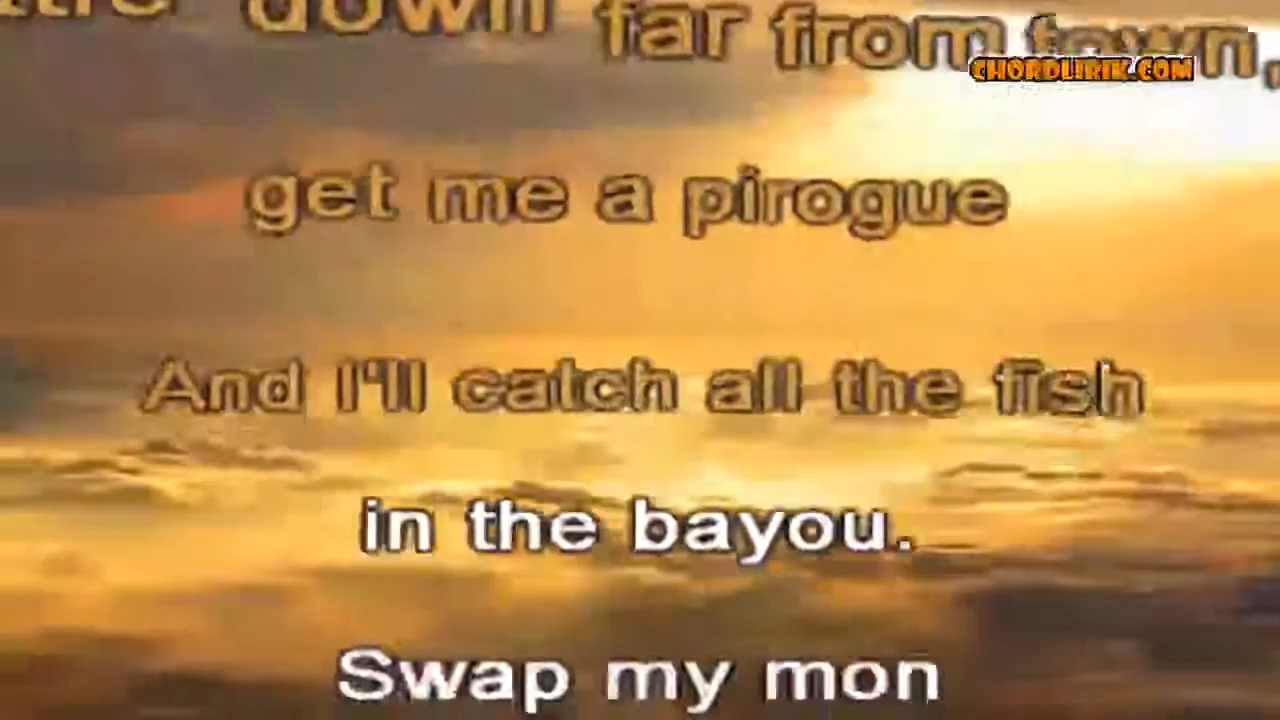 down far from town,
CHORDLIRIK.COM
get me a pirogue
And I'll catch all the fish
in the bayou.
Swap my mon